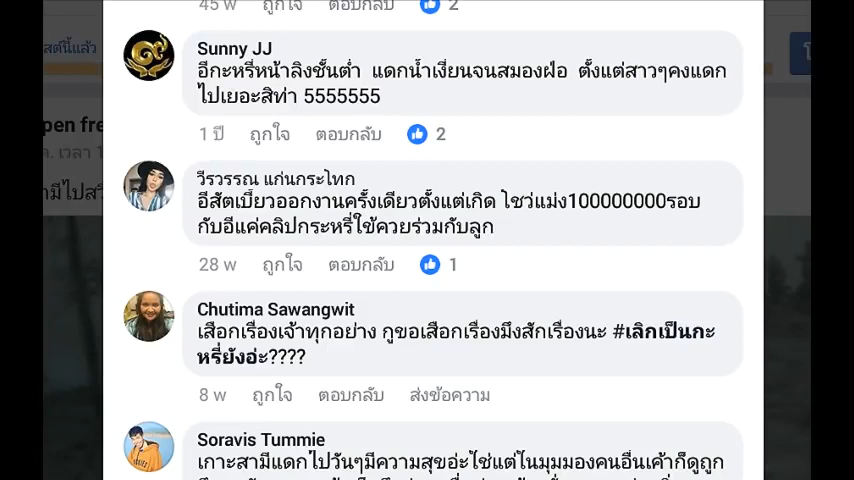 45 w ถูกใจ ตอบกลับ 2
สต์นี้แล้ว
Sunny JJ
อีกะหรี่หน้าลิงชั้นต่ำ แดกน้ำเงี่ยนจนสมองฝ่อ ตั้งแต่สาวๆคงแดก
ไปเยอะสิท่า 5555555
pen fre
1 ปี ถูกใจ ตอบกลับ 2
วีรวรรณ แก่นกระโทก
อีสัตเบี้ยวออกงานครั้งเดียวตั้งแต่เกิด โชว์แม่ง100000000รอบ
กับอีแค่คลิปกระหรี่ใช้ควยร่วมกับลูก
28 w ถูกใจ ตอบกลับ 1
Chutima Sawangwit
เสือกเรื่องเจ้าทุกอย่าง กูขอเสือกเรื่องมึงสักเรื่องนะ #เลิกเป็นกะ
หรี่ยังอ่ะ????
8 w ถูกใจ ตอบกลับ ส่งข้อความ
Soravis Tummie
เกาะสามีแดกไปวันๆมีความสุขอ่ะใช่แต่ในมุมมองคนอื่นเค้าก็ดูถูก